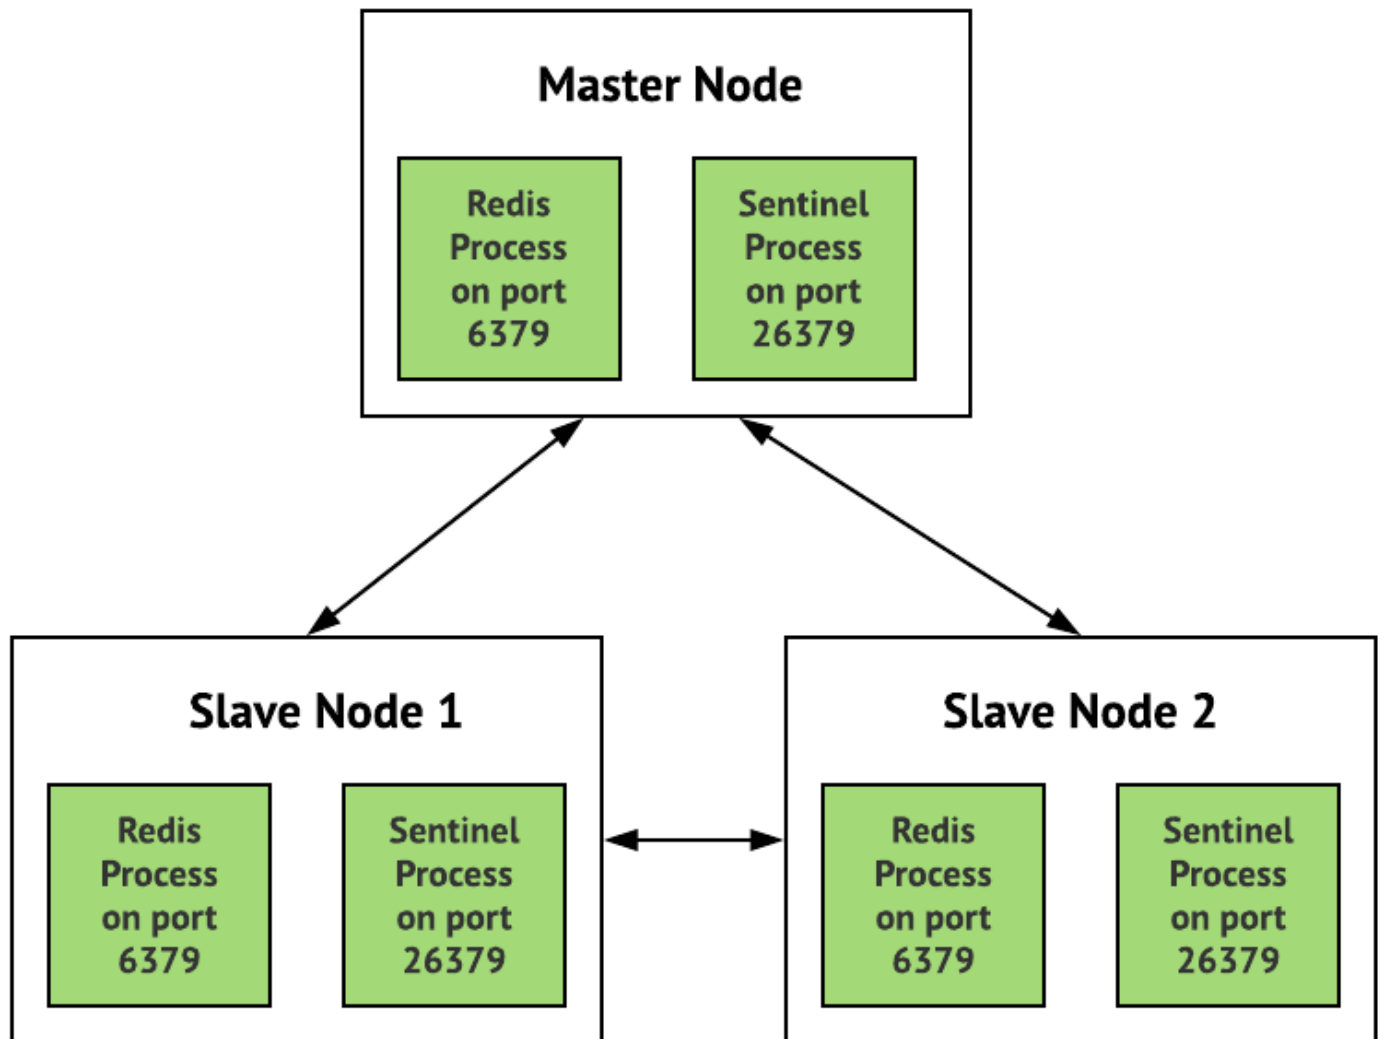 Master Node
Redis
Process
on port
6379
Sentinel
Process
on port
26379
Slave Node 1
Redis
Process
on port
6379
Sentinel
Process
on port
26379
Slave Node 2
Redis
Process
on port
6379
Sentinel
Process
on port
26379